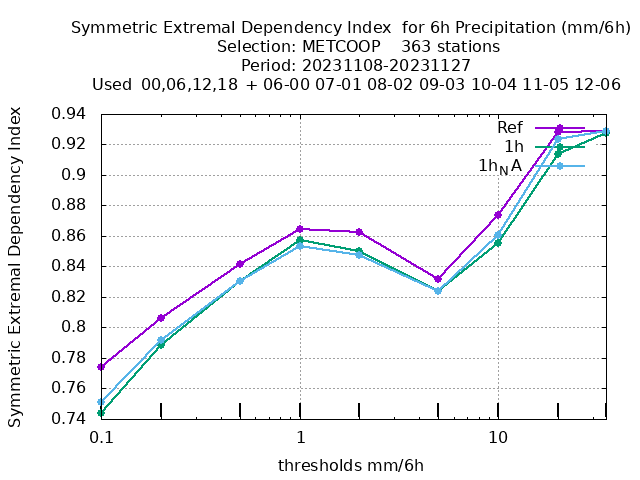 Symmetric Extremal Dependency Index  for 6h Precipitation (mm/6h)
Selection: METCOOP    363 stations
Period: 20231108-20231127
Used  00,06,12,18  + 06-00 07-01 08-02 09-03 10-04 11-05 12-06
Symmetric Extremal Dependency Index
0.94
0.92
0.9
0.88
0.86
0.84
0.82
0.8
0.78
0.76
0.74
Ref
1h
1h_NA
0.1 1 10
thresholds mm/6h